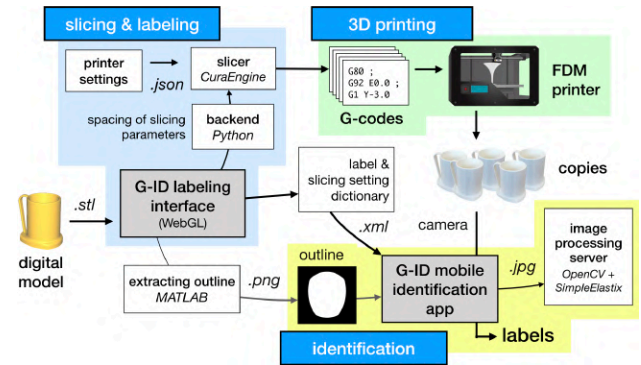 slicing & labeling
3D printing
printer
settings
.json
slicer
CuraEngine
G80 ;
G92 E0.0 ;
G1 Y-3.0
G-codes
FDM
printer
spacing of slicing
parameters
backend
Python
.stl
G-ID labeling
interface
(WebGL)
label &
slicing setting
dictionary
.xml
copies
camera
digital
model
extracting outline
MATLAB
.png
outline
G-ID mobile
identification
app
.jpg
image
processing
server
OpenCV +
SimpleElastix
labels
identification